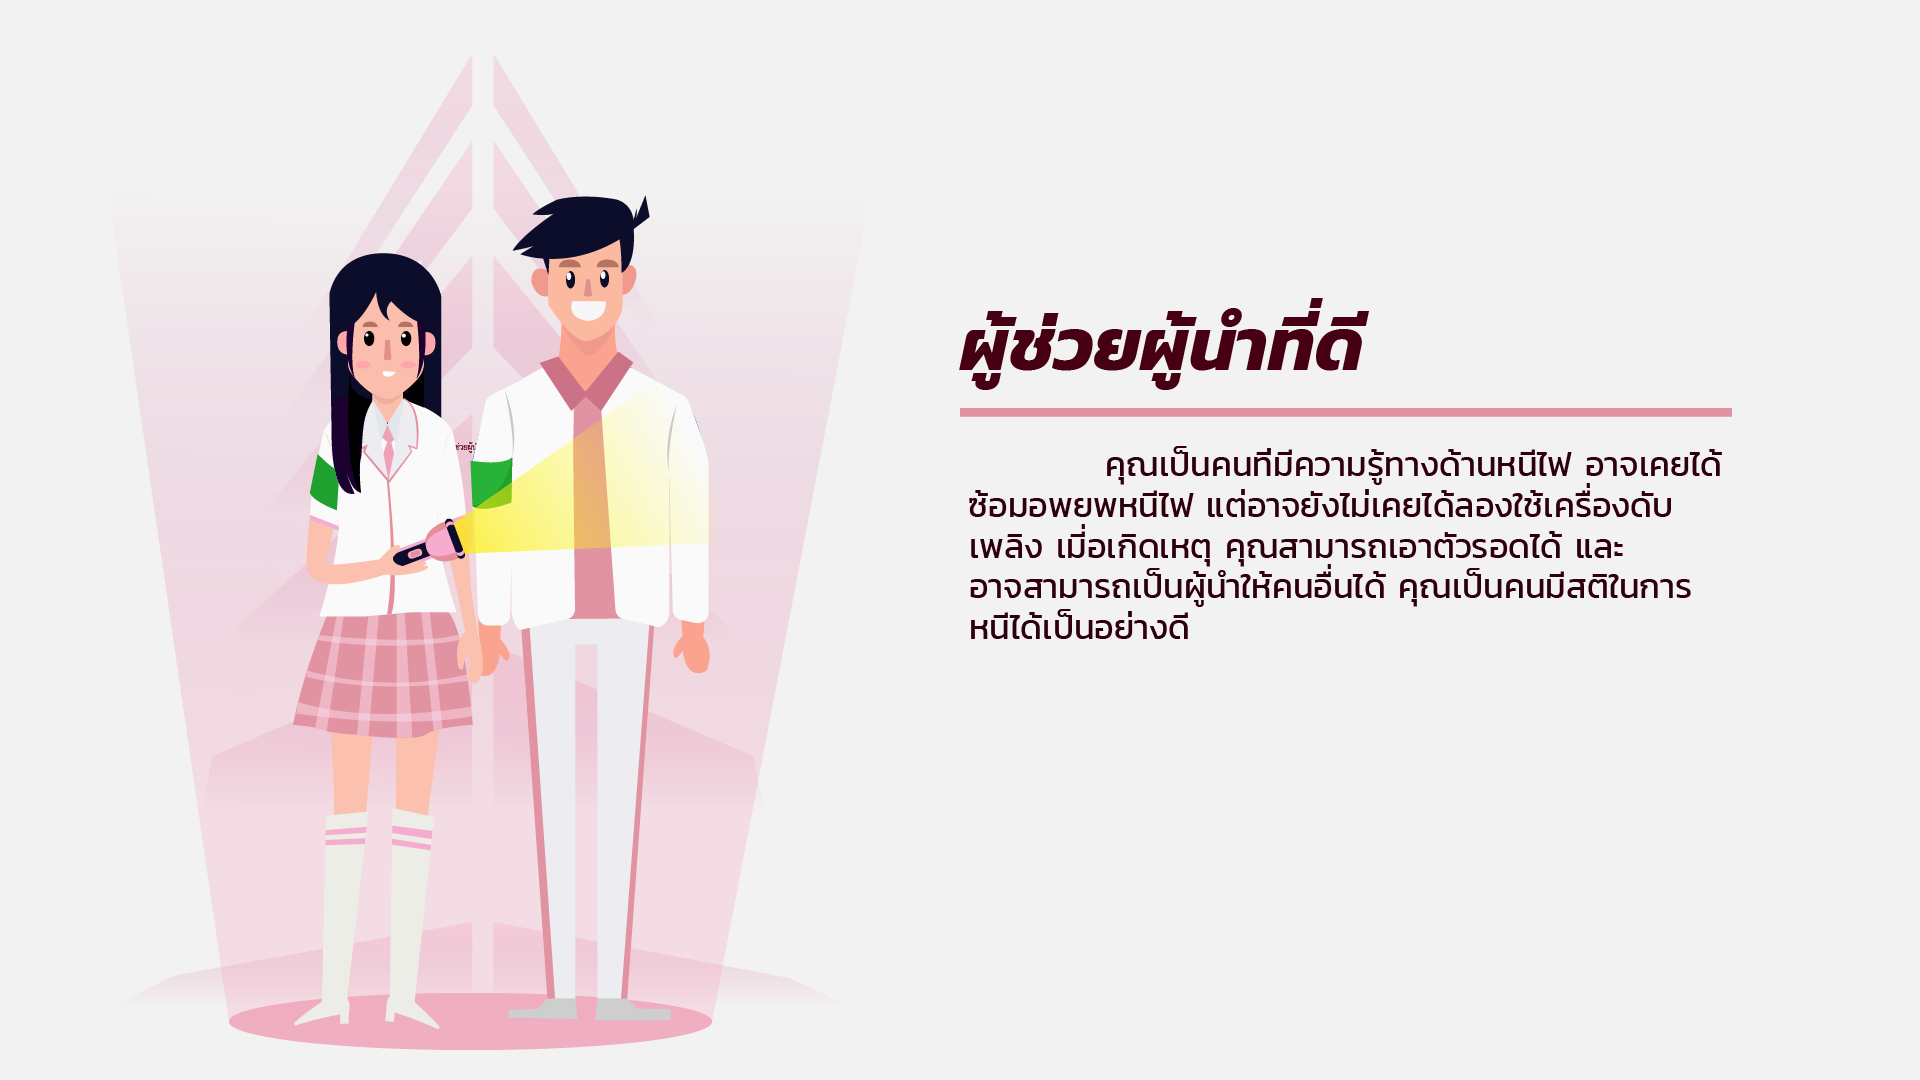 ผู้ช่วยผู้นำที่ดี
คุณเป็นคนที่มีความรู้ทางด้านหนีไฟ อาจเคยได้
ซ้อมอพยพหนีไฟ แต่อาจยังไม่เคยได้ลองใช้เครื่องดับ
เพลิง เมื่อเกิดเหตุ คุณสามารถเอาตัวรอดได้ และ
อาจสามารถเป็นผู้นำให้คนอื่นได้ คุณเป็นคนมีสติในการ
หนีได้เป็นอย่างดี